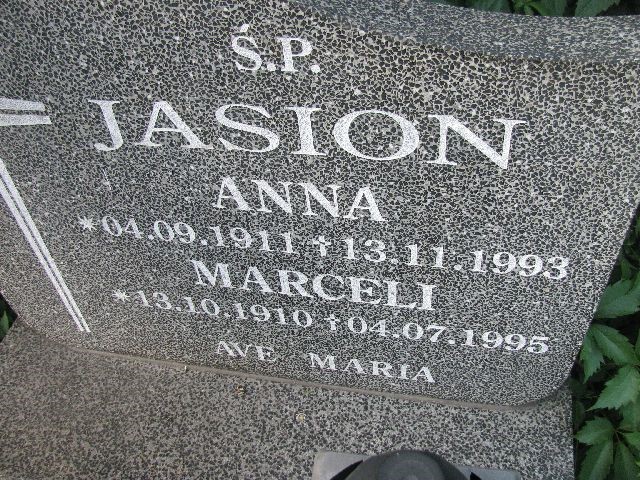 Ś.P.
JASION
ANNA
*04.09.1911 †13.11.1993
MARCELI
*13.10.1910 †04.07.1995
AVE MARIA